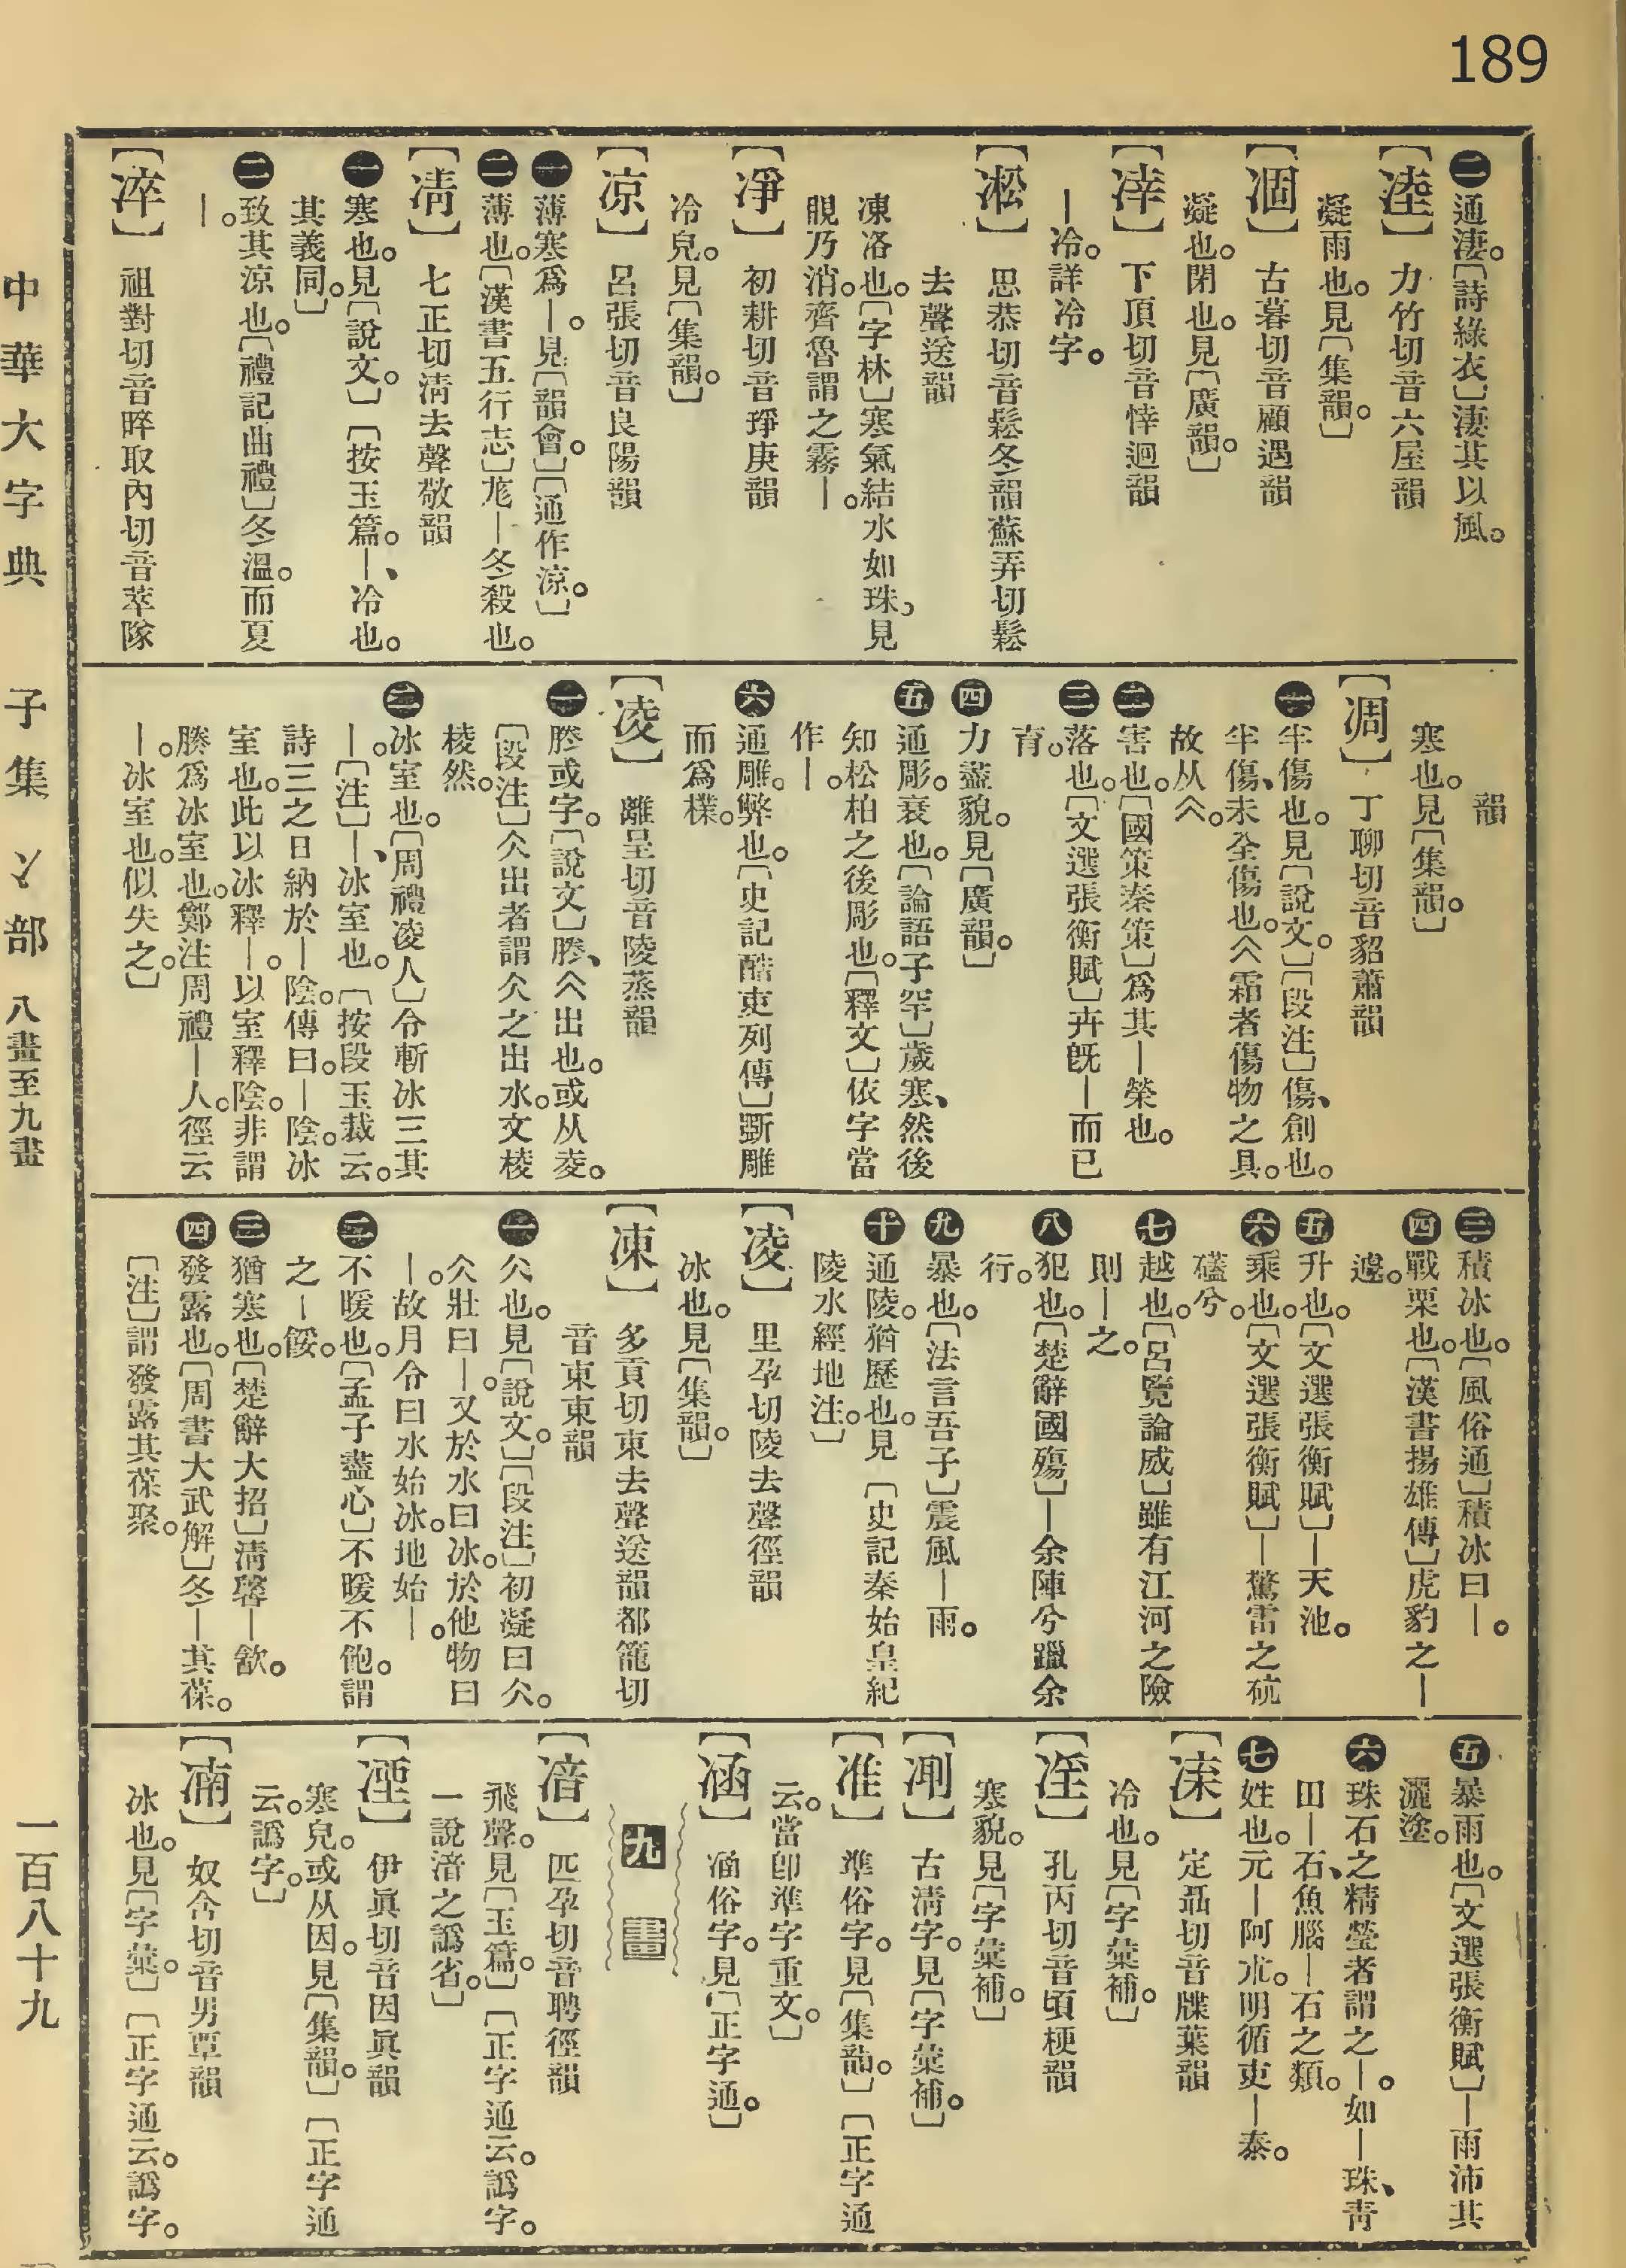 189
㊁通淒。〔詩綠衣〕淒其以風。
〔凌〕力竹切音六屋韻
凝雨也。見〔集韻。〕
〔凅〕古暮切音顧遇韻
凝也。閉也。見〔廣韻。〕
〔涬〕下頂切音悻迴韻
—冷。詳冷字。
〔凇〕思恭切音鬆冬韻蘇弄切鬆
去聲送韻
凍洛也。〔字林〕寒氣結水如珠。見
睍乃消。齊魯謂之霧—。
〔凈〕初耕切音琤庚韻
冷皃。見〔集韻。〕
〔凉〕呂張切音良陽韻
㊀薄寒爲—。見〔韻會。〕〔通作涼。〕
㊁薄也。〔漢書五行志〕尨—冬殺也。
〔凊〕七正切淸去聲敬韻
㊀寒也。見〔說文。〕〔按玉篇。—、冷也。
其義同。〕
㊁致其涼也。〔禮記曲禮〕冬溫。而夏
—。
〔淬〕祖對切音晬取內切音萃隊
韻
寒也。見〔集韻。〕
〔凋〕丁聊切音貂蕭韻
㊀半傷也。見〔說文。〕〔段注〕傷、創也。
半傷、未全傷也。仌霜者傷物之具。
故从仌。
㊁害也。〔國策秦策〕爲其—榮也。
㊂落也。〔文選張衡賦〕卉旣—而已
育。
㊃力盡貌。見〔廣韻。〕
㊄通彫。衰也。〔論語子罕〕歲寒、然後
知松柏之後彫也。〔釋文〕依字當
作—。
㊅通雕。弊也。〔史記酷吏列傳〕斲雕
而爲樸。
〔凌〕離呈切音陵蒸韻
㊀䐄或字。〔說文〕䐄、仌出也。或从夌。
〔段注〕仌出者謂仌之出水。文棱
棱然。
㊁冰室也。〔周禮凌人〕令斬冰三其
—。〔注〕—、冰室也。〔按段玉裁云。
詩三之日納於—陰。傳曰。—陰。冰
室也。此以冰釋—。以室釋陰。非謂
䐄爲冰室也。鄭注周禮—人。徑云
—。冰室也。似失之。〕
㊂積冰也。〔風俗通〕積冰曰—。
㊃戰栗也。〔漢書揚雄傳〕虎豹之—
遽。
㊄升也。〔文選張衡賦〕—天池。
㊅乘也。〔文選張衡賦〕—驚雷之砊
礚兮。
㊆越也。〔呂覽論威〕雖有江河之險
則—之。
㊇犯也。〔楚辭國殤〕—余陣兮躐余
行。
㊈暴也。〔法言吾子〕震風—雨。
㊉通陵。猶歷也。見〔史記秦始皇紀
陵水經地注。〕
〔凌〕里孕切陵去聲徑韻
冰也。見〔集韻。〕
〔凍〕多貢切東去聲送韻都籠切
音東東韻
㊀仌也。見〔說文。〕〔段注〕初凝曰仌。
仌壯曰—。又於水曰冰。於他物曰
—。故月令曰水始冰。地始—。
㊁不暖也。〔孟子盡心〕不暖不飽。謂
之—餒。
㊂猶寒也。〔楚辭大招〕淸馨—㱃。
㊃發露也。〔周書大武解〕冬—其葆。
〔注〕謂發露其葆聚。
㊄暴雨也。〔文選張衡賦〕—雨沛其
灑塗。
㊅珠石之精瑩者謂之—。如—珠、靑
田—石、魚腦—石之類。
㊆姓也。元—阿朮。明循吏—泰。
〔涑〕定聶切音牒葉韻
冷也。見〔字彙補。〕
〔涇〕孔丙切音頃梗韻
寒貌。見〔字彙補。〕
〔㓮〕古淸字。見〔字彙補。〕
〔准〕準俗字。見〔集韻。〕〔正字通
云。當卽準字重文。〕
〔涵〕涵俗字。見〔正字通。〕
九畫
〔湆〕匹孕切音聘徑韻
飛聲。見〔玉篇。〕〔正字通云。譌字。
一說湇之譌省。〕
〔湮〕伊眞切音因眞韻
寒皃。或从因。見〔集韻。〕〔正字通
云。譌字。〕
〔湳〕奴含切音男覃韻
冰也。見〔字彙。〕〔正字通云。譌字。
中華大字典　子集　冫部　八畫至九畫
一百八十九